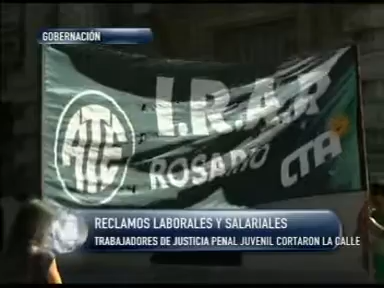 GOBERNACIÓN
I.R.A.R
ATE
ROSARIO
CTA
RECLAMOS LABORALES Y SALARIALES
TRABAJADORES DE JUSTICIA PENAL JUVENIL CORTARON LA CALLE